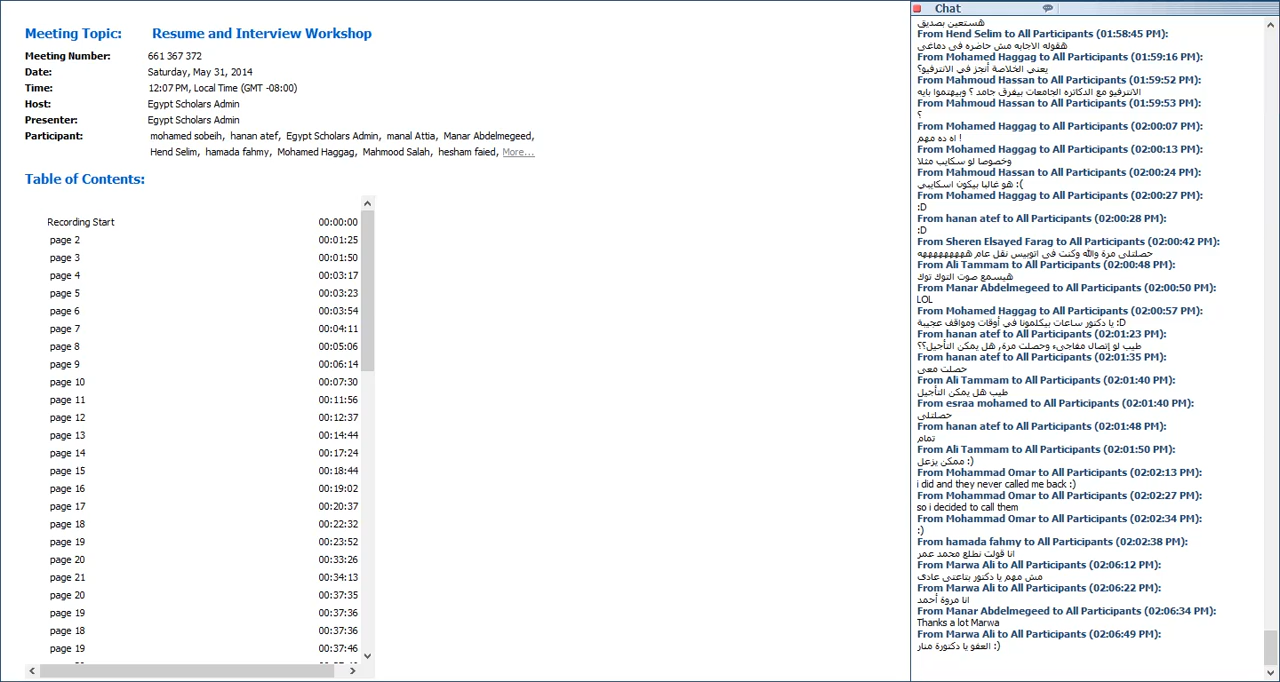 Meeting Topic: Resume and Interview Workshop
Meeting Number: 661 367 372
Date: Saturday, May 31, 2014
Time: 12:07 PM, Local Time (GMT -08:00)
Host: Egypt Scholars Admin
Presenter: Egypt Scholars Admin
Participant: mohamed sobeih, hanan atef, Egypt Scholars Admin, manal Attia, Manar Abdelmegeed,
Hend Selim, hamada fahmy, Mohamed Haggag, Mahmood Salah, hesham faied, More...
Table of Contents:
Recording Start 00:00:00
page 2 00:01:25
page 3 00:01:50
page 4 00:03:17
page 5 00:03:23
page 6 00:03:54
page 7 00:04:11
page 8 00:05:06
page 9 00:06:14
page 10 00:07:30
page 11 00:11:56
page 12 00:12:37
page 13 00:14:44
page 14 00:17:24
page 15 00:18:44
page 16 00:19:02
page 17 00:20:37
page 18 00:22:32
page 19 00:23:52
page 20 00:33:26
page 21 00:34:13
page 20 00:37:35
page 19 00:37:36
page 18 00:37:36
page 19 00:37:46
Chat
هستعين بصديق
From Hend Selim to All Participants (01:58:45 PM):
هقوله الاجابه مش حاضره فى دماغى
From Mohamed Haggag to All Participants (01:59:16 PM):
يعنى الخلاصة أنجز في الانترفيو؟
From Mahmoud Hassan to All Participants (01:59:52 PM):
الانترفيو مع الدكاتره الجامعات بيفرق جامد ؟ وبيهتموا بايه
From Mahmoud Hassan to All Participants (01:59:53 PM):
؟
From Mohamed Haggag to All Participants (02:00:07 PM):
اه ده مهم !
From Mohamed Haggag to All Participants (02:00:13 PM):
وخصوصا لو سكايب مثلا
From Mahmoud Hassan to All Participants (02:00:24 PM):
هو غالبا بيكون اسكايبي :(
From Mohamed Haggag to All Participants (02:00:27 PM):
:D
From hanan atef to All Participants (02:00:28 PM):
:D
From Sheren Elsayed Farag to All Participants (02:00:42 PM):
حصلتلى مرة والله وكنت فى اتوبيس نقل عام هههههههههه
From Ali Tammam to All Participants (02:00:48 PM):
هيسمع صوت التوك توك
From Manar Abdelmegeed to All Participants (02:00:50 PM):
LOL
From Mohamed Haggag to All Participants (02:00:57 PM):
يا دكتور ساعات بيكلمونا في أوقات ومواقف عجيبة :D
From hanan atef to All Participants (02:01:23 PM):
طيب لو إتصال مفاجىء وحصلت مرة, هل يمكن التأجيل؟؟
From hanan atef to All Participants (02:01:35 PM):
حصلت معى
From Ali Tammam to All Participants (02:01:40 PM):
طيب هل يمكن التأجيل
From esraa mohamed to All Participants (02:01:40 PM):
حصلتلى
From hanan atef to All Participants (02:01:48 PM):
تمام
From Ali Tammam to All Participants (02:01:50 PM):
ممكن يزعل :)
From Mohammad Omar to All Participants (02:02:13 PM):
i did and they never called me back :)
From Mohammad Omar to All Participants (02:02:27 PM):
so i decided to call them
From Mohammad Omar to All Participants (02:02:34 PM):
:)
From hamada fahmy to All Participants (02:02:38 PM):
انا قولت نطلع محمد عمر
From Marwa Ali to All Participants (02:06:12 PM):
مش مهم يا دكتور بتاعتى عادى
From Marwa Ali to All Participants (02:06:22 PM):
انا مروة أحمد
From Manar Abdelmegeed to All Participants (02:06:34 PM):
Thanks a lot Marwa
From Marwa Ali to All Participants (02:06:49 PM):
العفو يا دكتورة منار :)